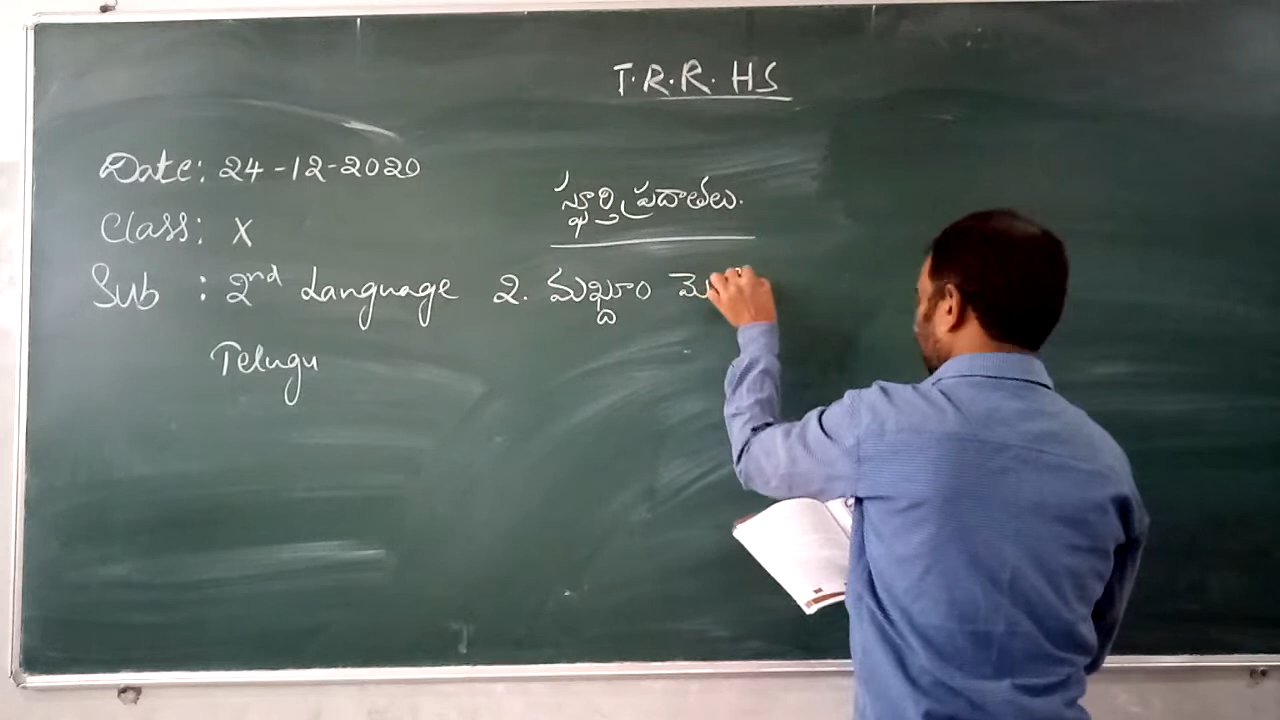 T.R.R. HS
Date: 24-12-2020
స్ఫూర్తి ప్రదాతలు.
Class: X
Sub : 2nd Language 2. మఖ్దూం
Telugu